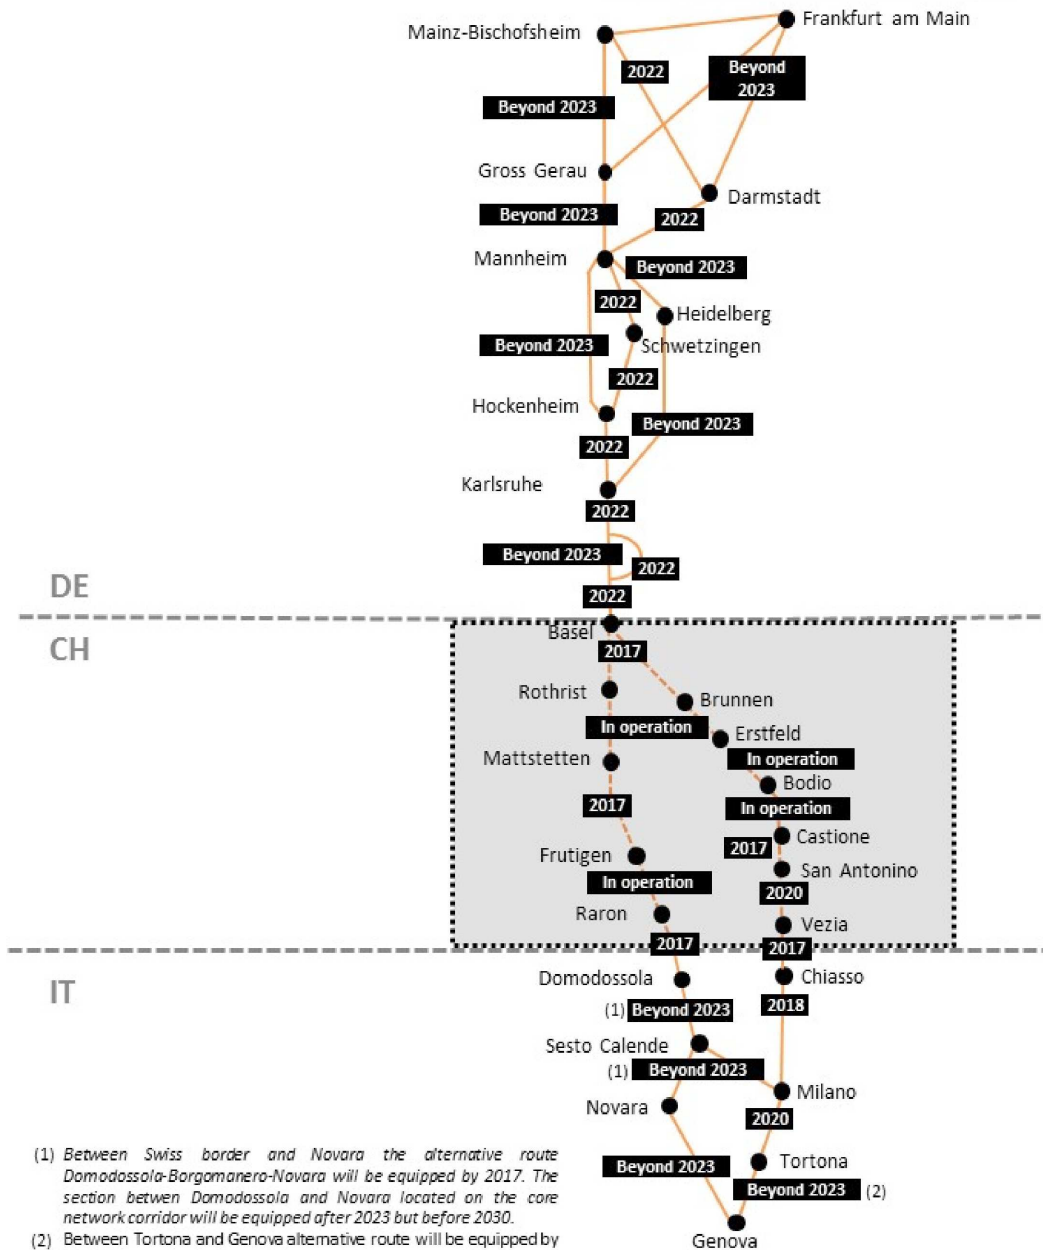 Frankfurt am Main
Mainz-Bischofsheim
2022
Beyond
2023
Beyond 2023
Gross Gerau
Darmstadt
Beyond 2023
2022
Mannheim
Beyond 2023
2022
Heidelberg
Schwetzingen
Beyond 2023
2022
Hockenheim
Beyond 2023
2022
Karlsruhe
2022
Beyond 2023
2022
DE
2022
Basel
CH
2017
Rothrist
Brunnen
In operation
Erstfeld
Mattstetten
In operation
Bodio
2017
In operation
Castione
2017
Frutigen
San Antonino
In operation
2020
Raron
Vezia
2017
2017
Domodossola
Chiasso
IT
(1) Beyond 2023
2018
Sesto Calende
(1) Beyond 2023
Milano
Novara
2020
Tortona
Beyond 2023
Beyond 2023 (2)
Genova
(1) Between Swiss border and Novara the alternative route
Domodossola-Borgomanero-Novara will be equipped by 2017. The
section betwen Domodossola and Novara located on the core
network corridor will be equipped after 2023 but before 2030.
(2) Between Tortona and Genova alternative route will be equipped by